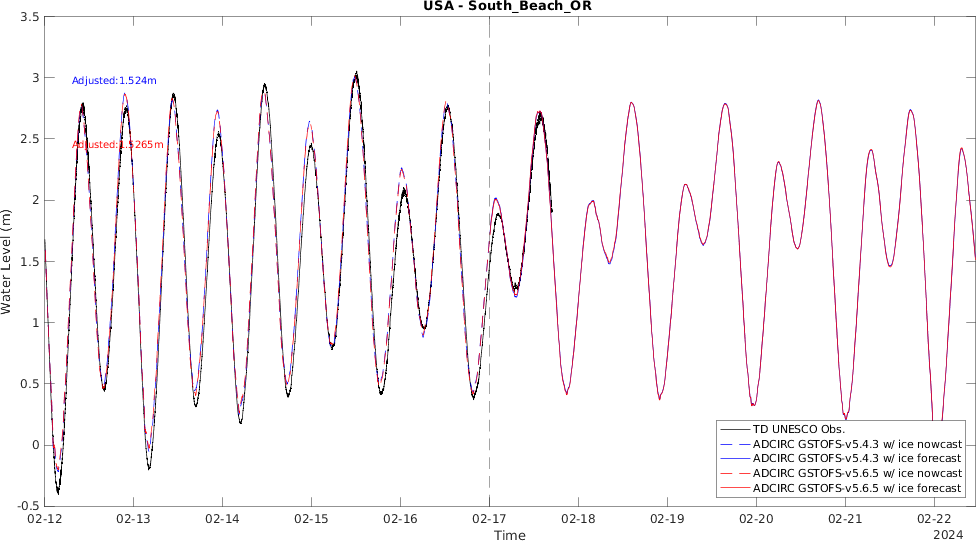 USA - South_Beach_OR
3.5
3
2.5
2
1.5
1
0.5
0
-0.5
Water Level (m)
Adjusted:1.524m
Adjusted:1.5265m
TD UNESCO Obs.
ADCIRC GSTOFS-v5.4.3 w/ ice nowcast
ADCIRC GSTOFS-v5.4.3 w/ ice forecast
ADCIRC GSTOFS-v5.6.5 w/ ice nowcast
ADCIRC GSTOFS-v5.6.5 w/ ice forecast
02-12 02-13 02-14 02-15 02-16 02-17 02-18 02-19 02-20 02-21 02-22
Time
2024